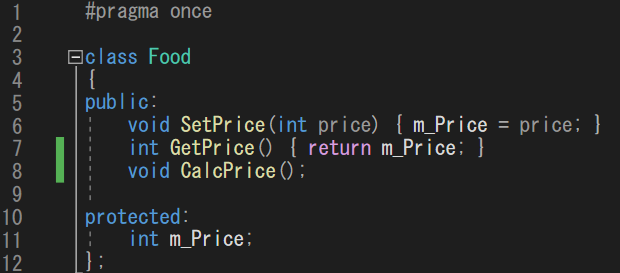 1 #pragma once
2
3 class Food
4 {
5 public:
6 void SetPrice(int price) { m_Price = price; }
7 int GetPrice() { return m_Price; }
8 void CalcPrice();
9
10 protected:
11 int m_Price;
12 };